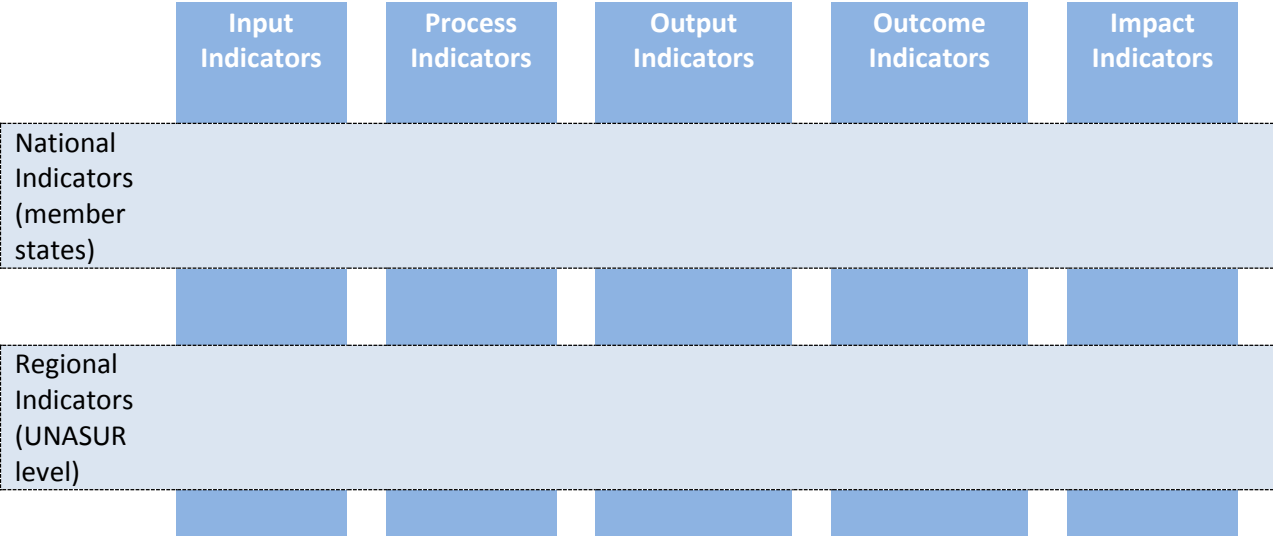 Input
Indicators
Process
Indicators
Output
Indicators
Outcome
Indicators
Impact
Indicators
National
Indicators
(member
states)
Regional
Indicators
(UNASUR
level)